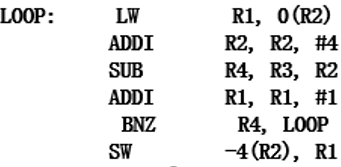 LOOP: LW R1, 0(R2)
ADDI R2, R2, #4
SUB R4, R3, R2
ADDI R1, R1, #1
BNZ R4, LOOP
SW -4(R2), R1